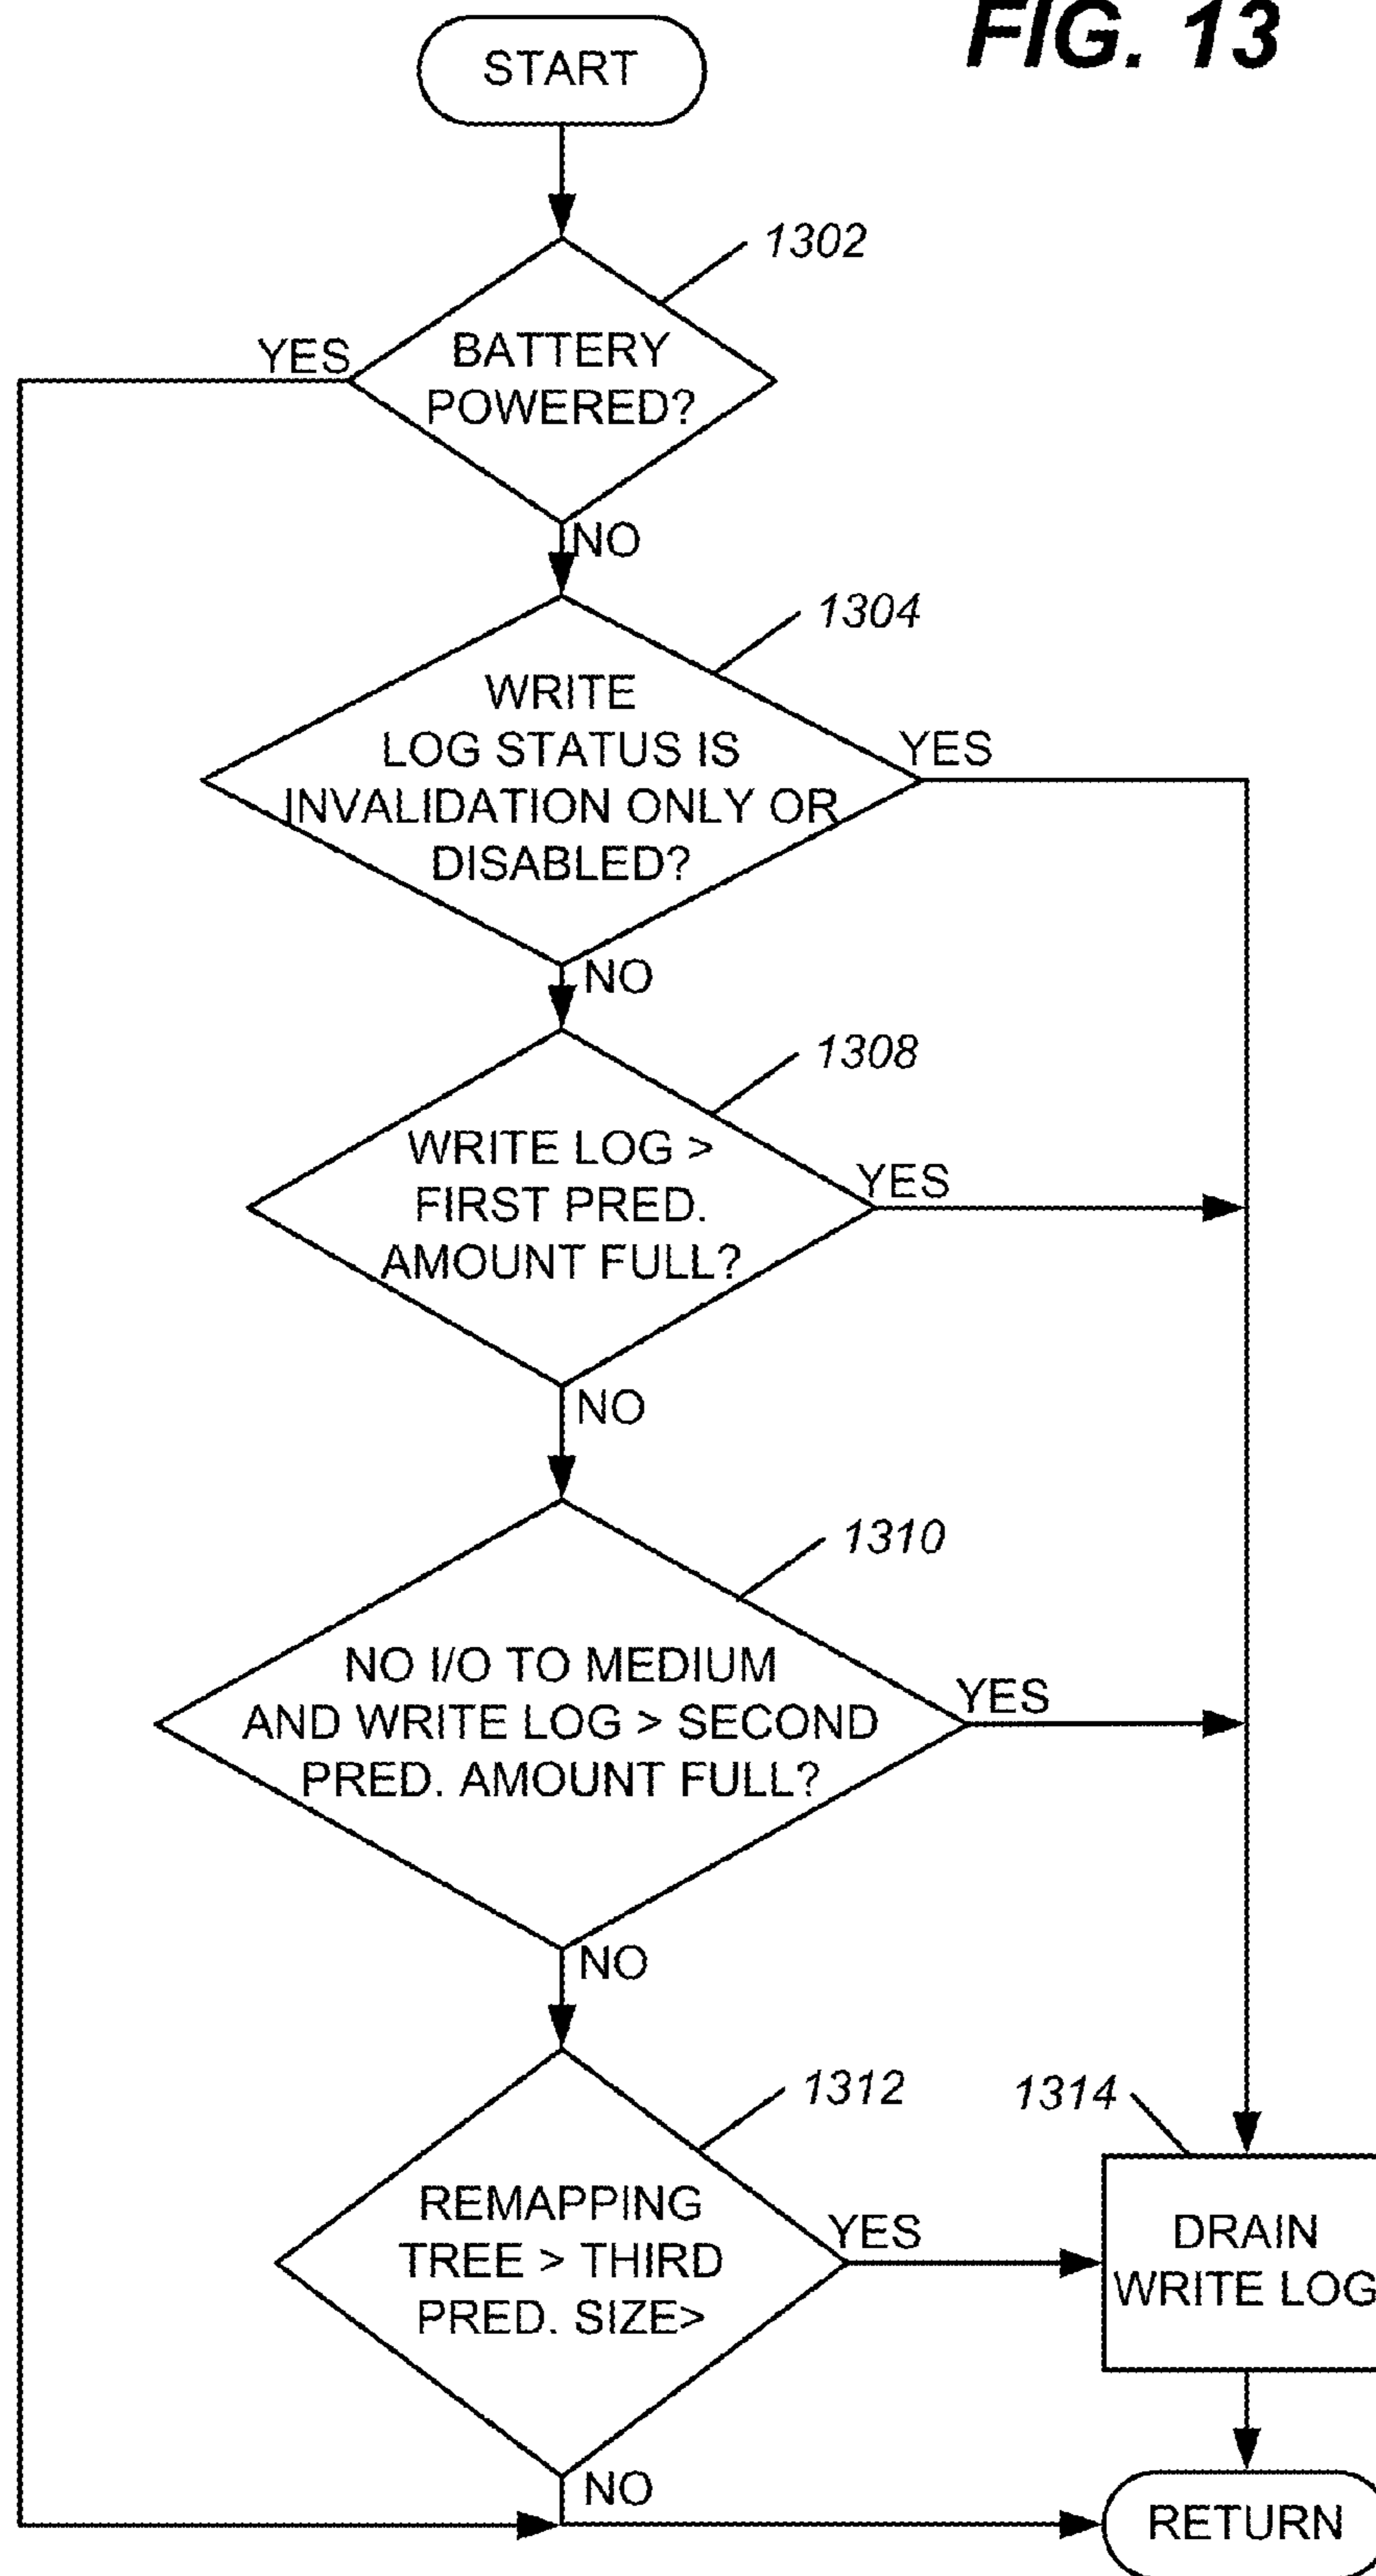 FIG. 13
START
1302
BATTERY
POWERED?
YES
NO
1304
WRITE
LOG STATUS IS
INVALIDATION ONLY OR
DISABLED?
YES
NO
1308
WRITE LOG >
FIRST PRED.
AMOUNT FULL?
YES
NO
1310
NO I/O TO MEDIUM
AND WRITE LOG > SECOND
PRED. AMOUNT FULL?
YES
NO
1312
REMAPPING
TREE > THIRD
PRED. SIZE>
YES
NO
1314
DRAIN
WRITE LOG
RETURN